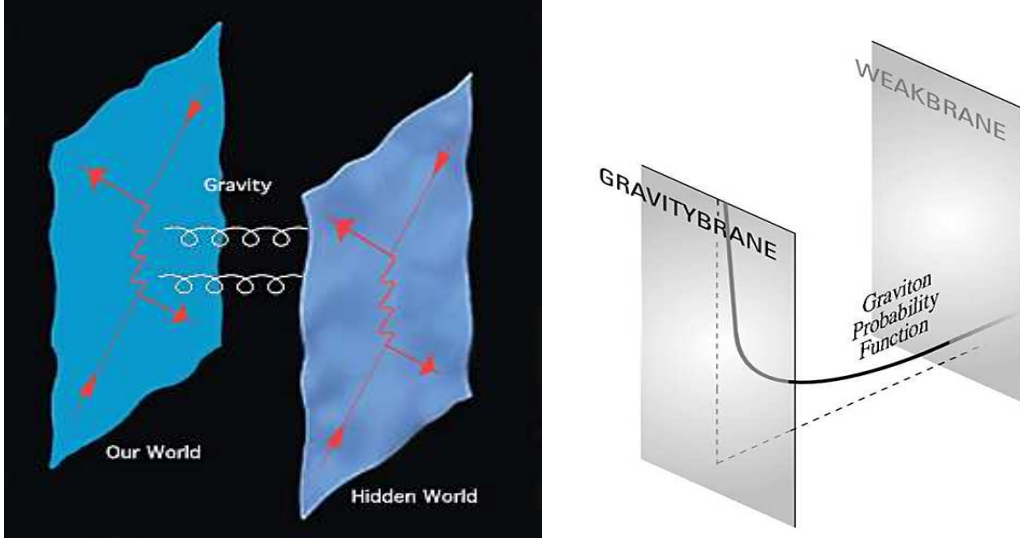 Gravity
Our World
Hidden World
WEAKBRANE
GRAVITYBRANE
Graviton
Probability
Function